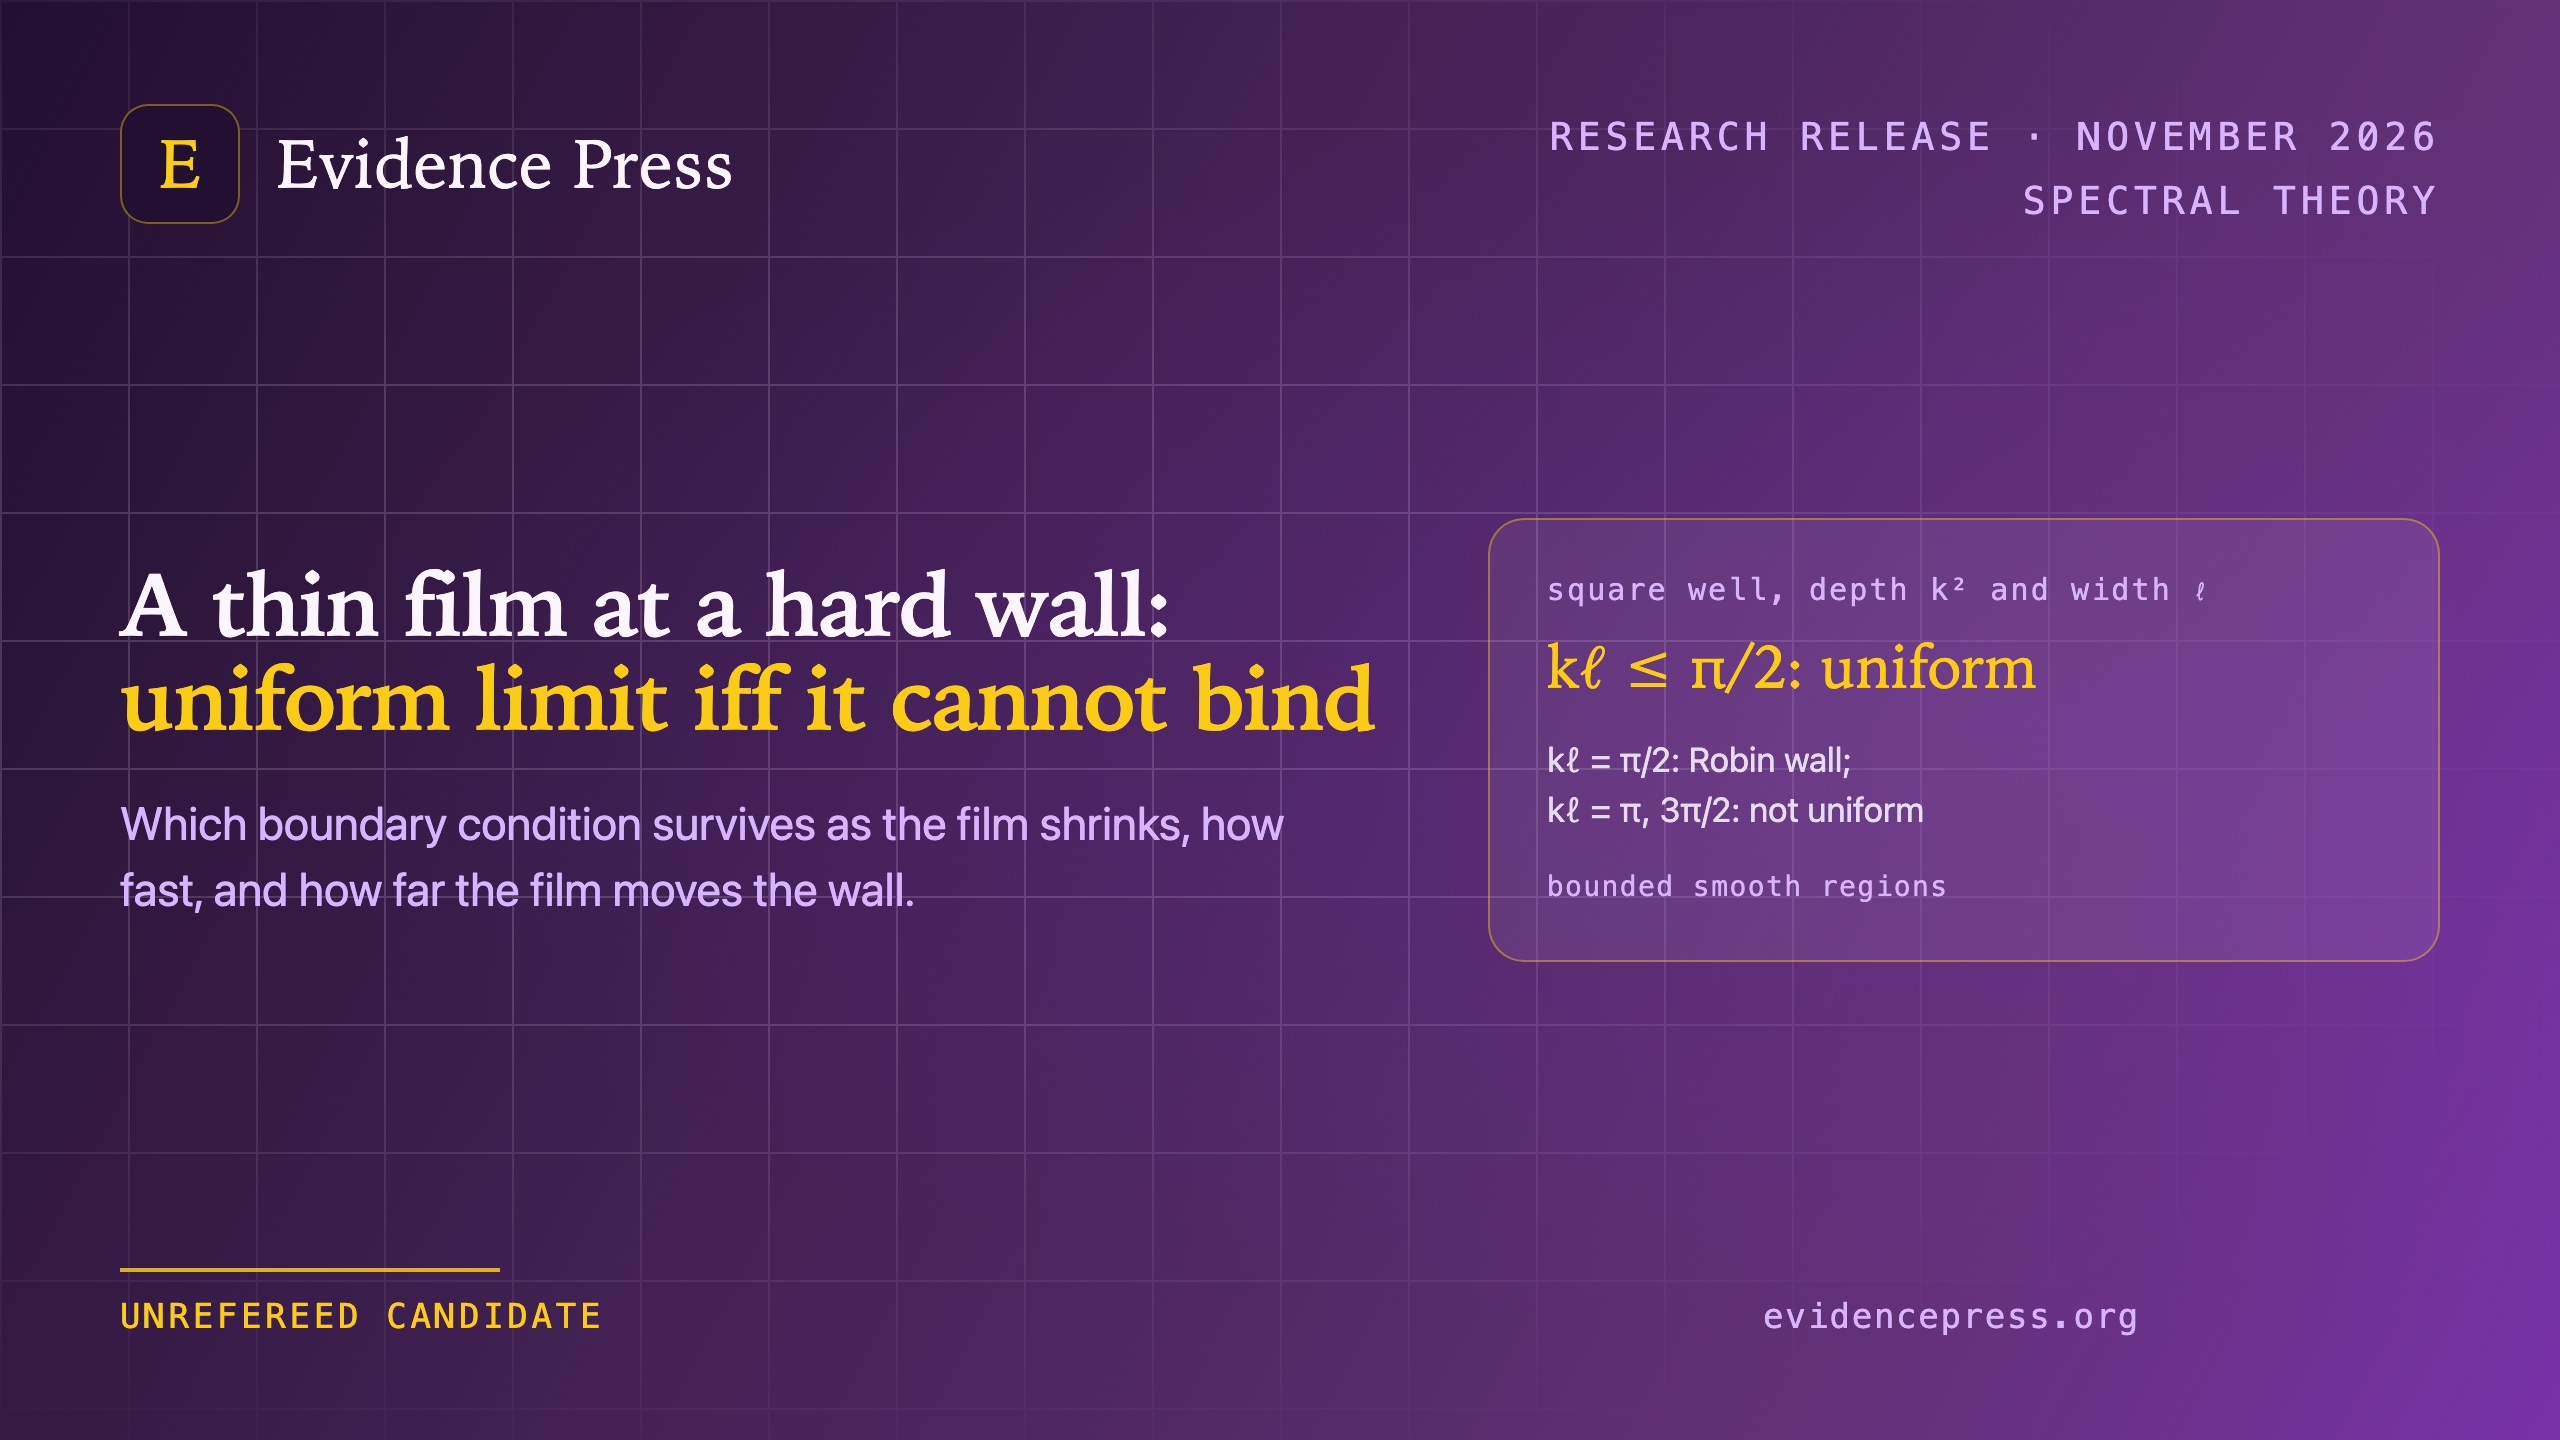 E Evidence Press
RESEARCH RELEASE · NOVEMBER 2026
SPECTRAL THEORY
A thin film at a hard wall:
uniform limit iff it cannot bind
Which boundary condition survives as the film shrinks, how
fast, and how far the film moves the wall.
square well, depth k² and width ℓ
kℓ ≤ π/2: uniform
kℓ = π/2: Robin wall;
kℓ = π, 3π/2: not uniform
bounded smooth regions
UNREFEREED CANDIDATE
evidencepress.org